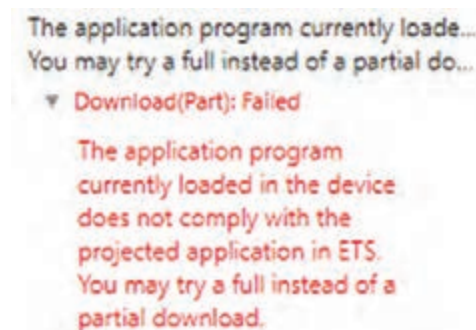 The application program currently loade...
You may try a full instead of a partial do...
Download(Part): Failed
The application program
currently loaded in the device
does not comply with the
projected application in ETS.
You may try a full instead of a
partial download.